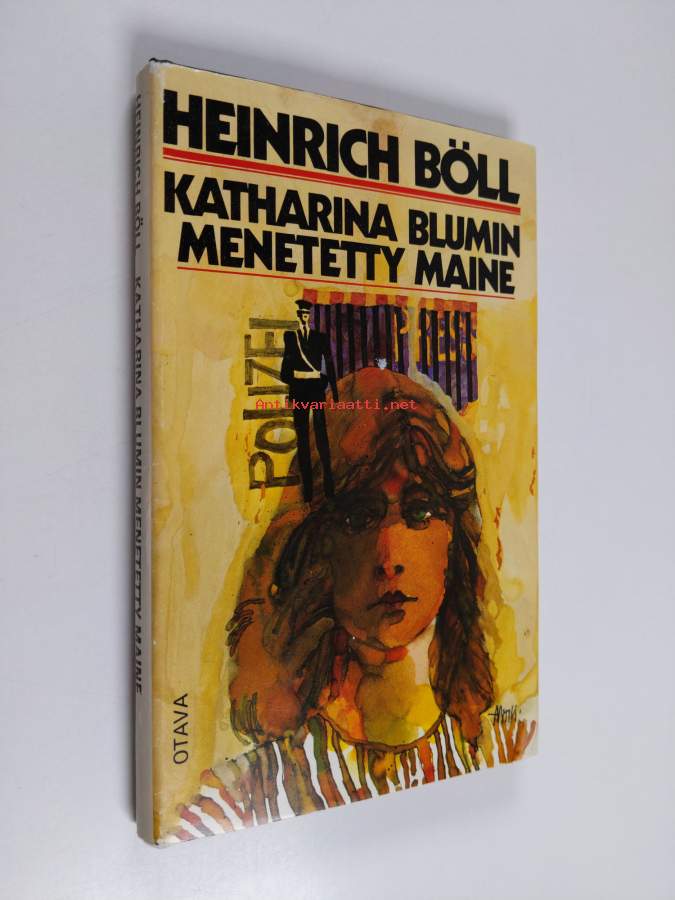 HEINRICH BÖLL
KATHARINA BLUMIN
MENETETTY MAINE
POLIZEI
Antikvariaatti.net
OTAVA
HEINRICH BÖLL KATHARINA BLUMIN MENETETTY MAINE